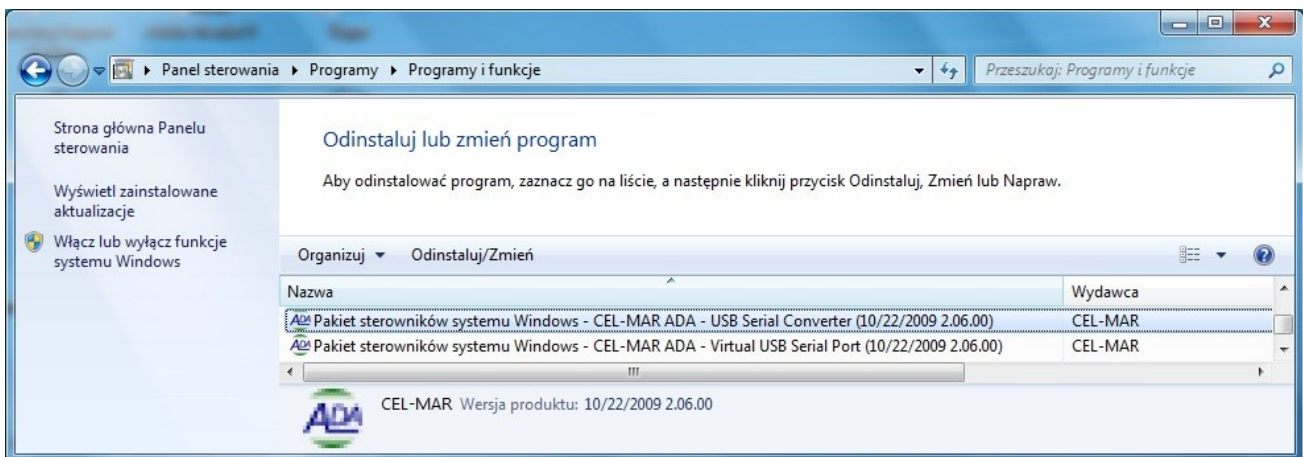 Panel sterowania ▸ Programy ▸ Programy i funkcje
Przeszukaj: Programy i funkcje
Strona główna Panelu
sterowania
Wyświetl zainstalowane
aktualizacje
Włącz lub wyłącz funkcje
systemu Windows
Odinstaluj lub zmień program
Aby odinstalować program, zaznacz go na liście, a następnie kliknij przycisk Odinstaluj, Zmień lub Napraw.
Organizuj Odinstaluj/Zmień
Nazwa Wydawca
ADA Pakiet sterowników systemu Windows - CEL-MAR ADA - USB Serial Converter (10/22/2009 2.06.00) CEL-MAR
ADA Pakiet sterowników systemu Windows - CEL-MAR ADA - Virtual USB Serial Port (10/22/2009 2.06.00) CEL-MAR
ADA CEL-MAR Wersja produktu: 10/22/2009 2.06.00